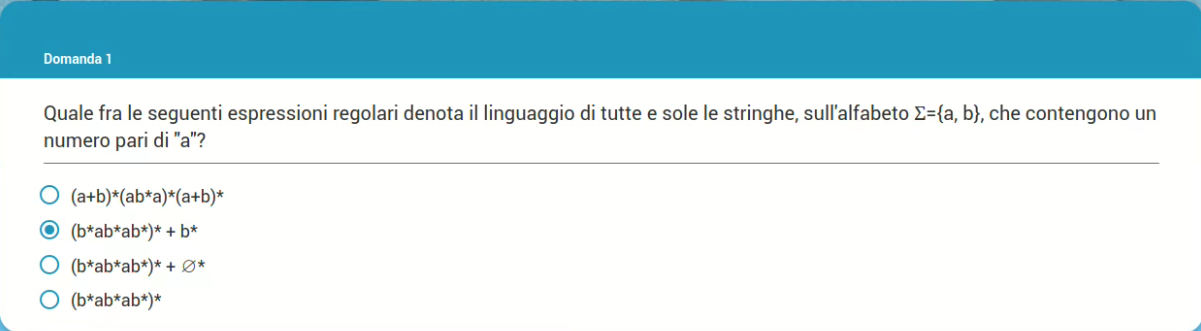 Domanda 1
Quale fra le seguenti espressioni regolari denota il linguaggio di tutte e sole le stringhe, sull'alfabeto Σ={a, b}, che contengono un
numero pari di "a"?
(a+b)*(ab*a)*(a+b)*
(b*ab*ab*)* + b*
(b*ab*ab*)* + ∅*
(b*ab*ab*)*